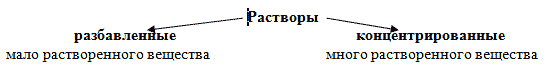 Растворы
разбавленные концентрированные
мало растворенного вещества много растворенного вещества